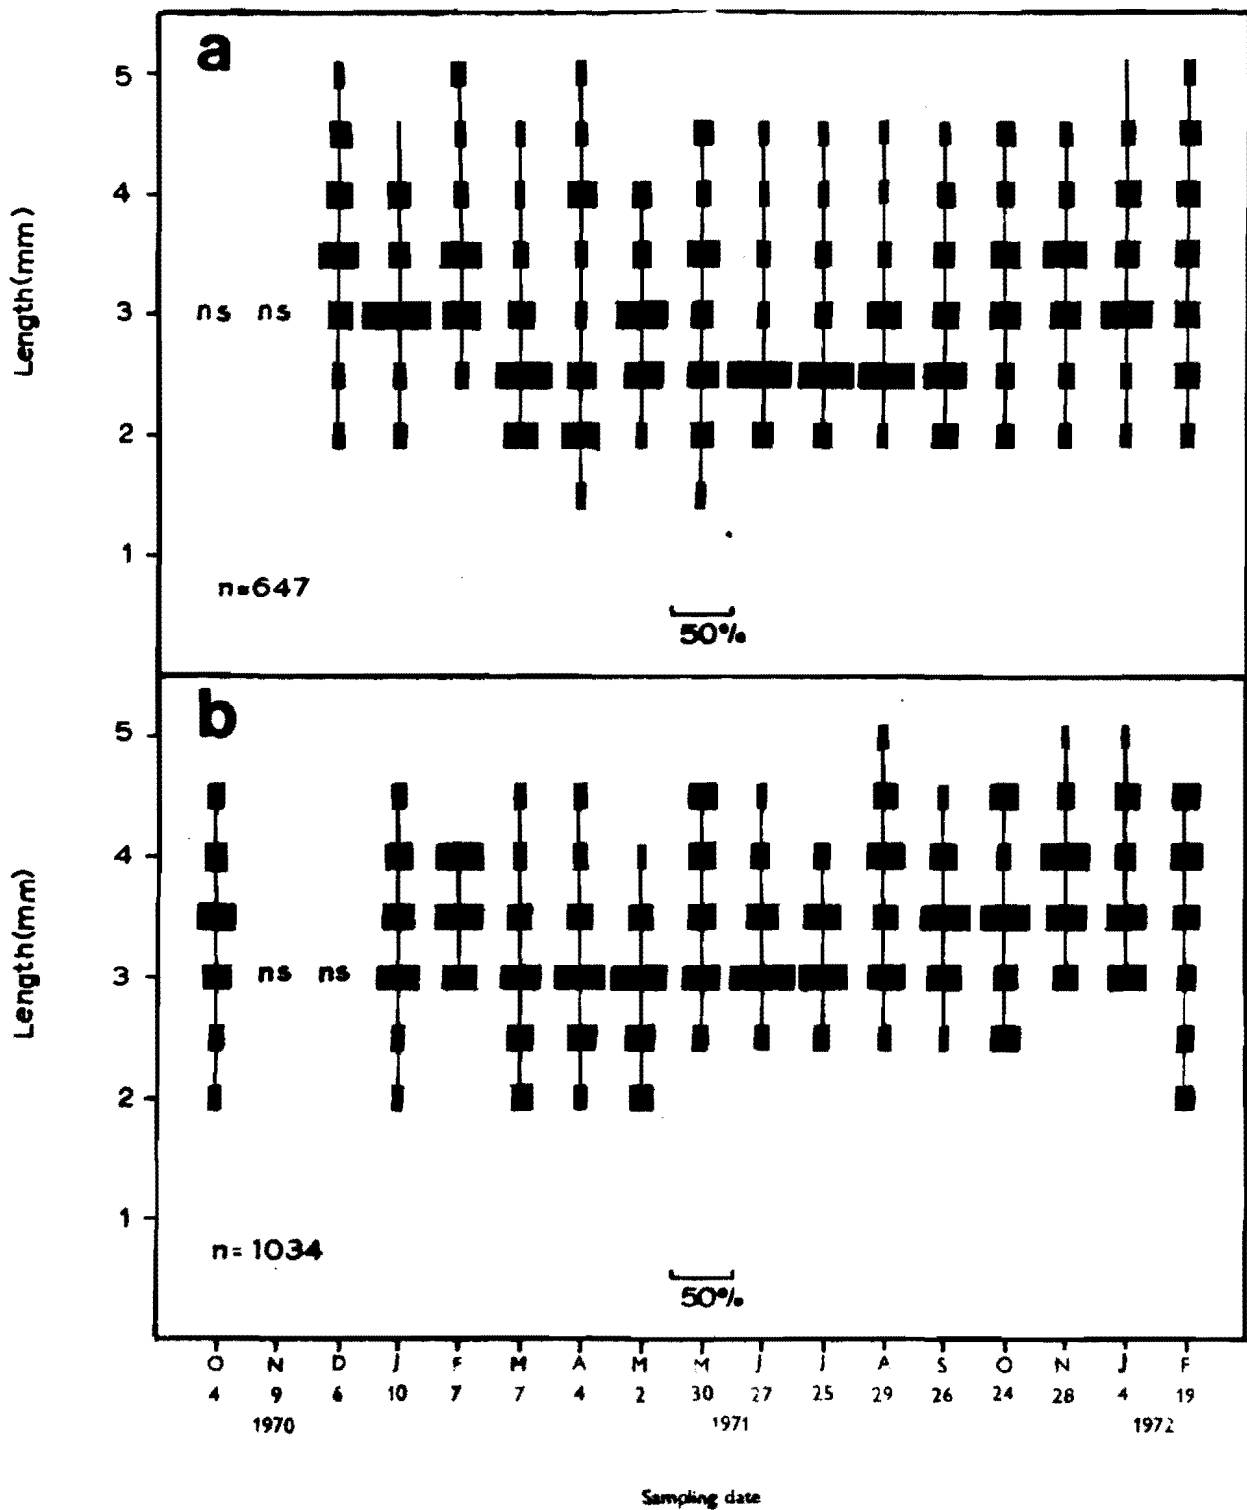 a
5
4
3
2
1
Length(mm)
ns ns
n=647
50%
b
5
4
3
2
1
Length(mm)
ns ns
n=1034
50%
O N D J F M A M M J J A S O N J F
4 9 6 10 7 7 4 2 30 27 25 29 26 24 28 4 19
1970 1971 1972
Sampling date